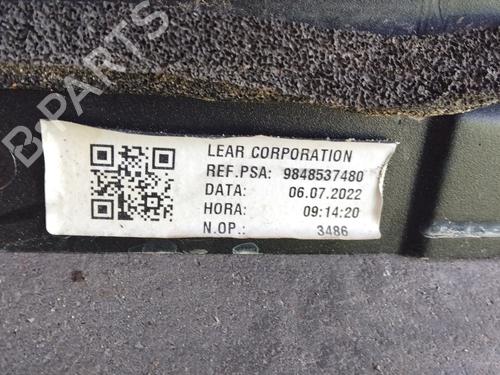 B-PARTS
LEAR CORPORATION
REF.PSA: 9848537480
DATA: 06.07.2022
HORA: 09:14:20
N.OP.: 3486